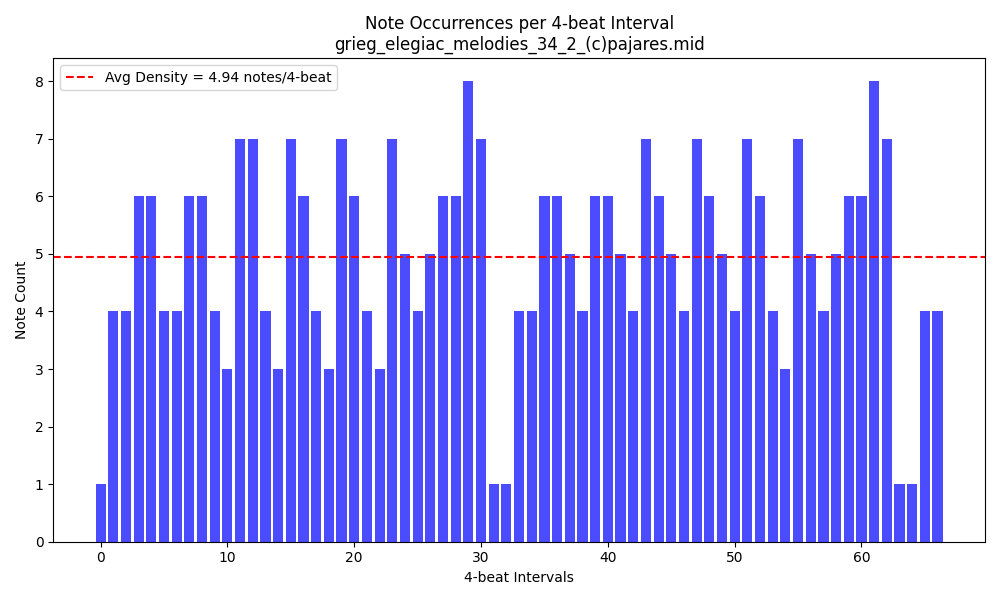 Note Occurrences per 4-beat Interval
grieg_elegiac_melodies_34_2_(c)pajares.mid
Avg Density = 4.94 notes/4-beat
8
7
6
5
4
3
2
1
0
Note Count
0 10 20 30 40 50 60
4-beat Intervals